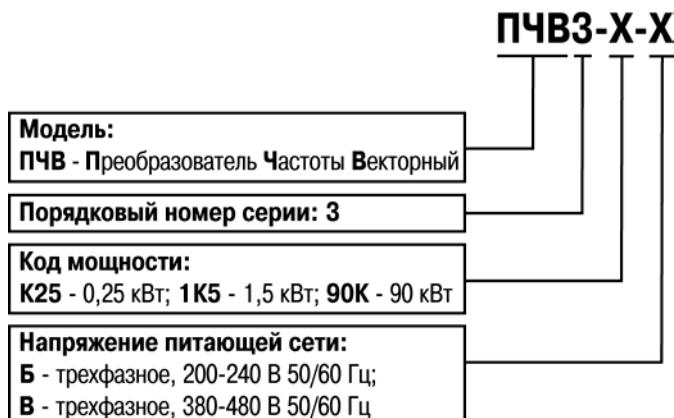 ПЧВ3-Х-Х
Модель:
ПЧВ - Преобразователь Частоты Векторный
Порядковый номер серии: 3
Код мощности:
К25 - 0,25 кВт; 1К5 - 1,5 кВт; 90К - 90 кВт
Напряжение питающей сети:
Б - трехфазное, 200-240 В 50/60 Гц;
В - трехфазное, 380-480 В 50/60 Гц